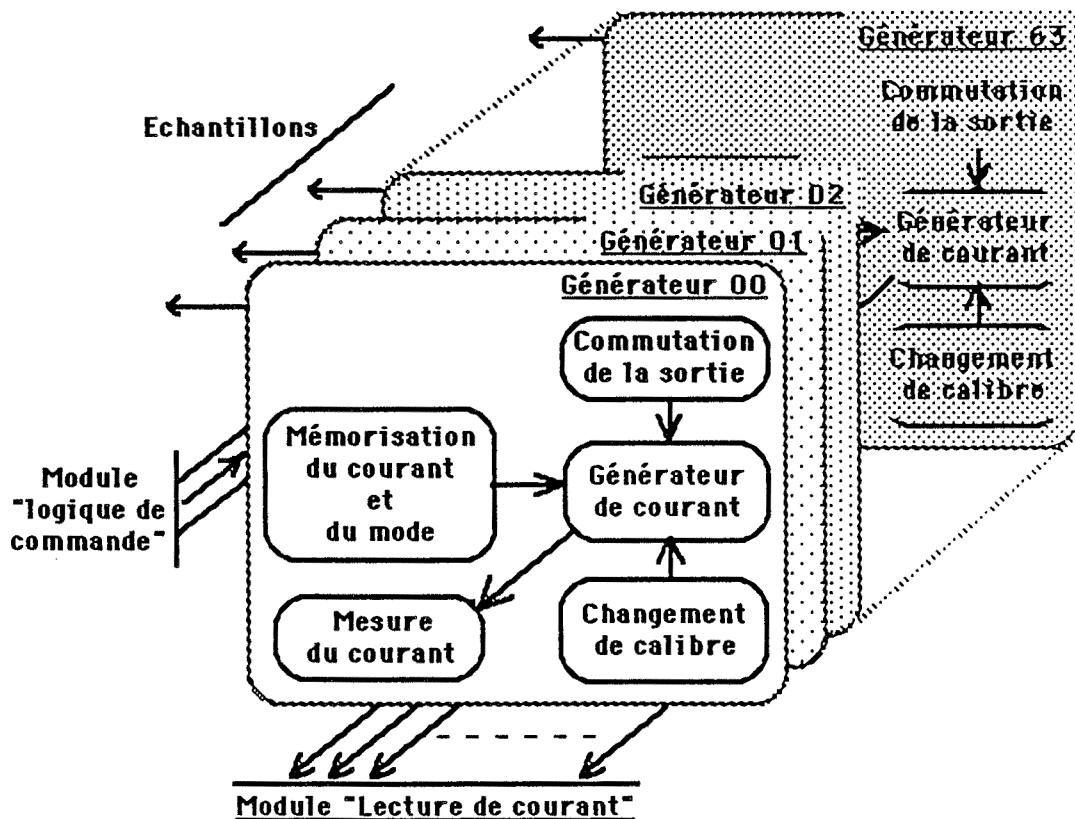 Générateur 63
Commutation
de la sortie
Echantillons
Générateur 02
Générateur
de courant
Générateur 01
Générateur 00
Commutation
de la sortie
Changement
de calibre
Mémorisation
du courant
et
du mode
Générateur
de courant
Module
"logique de
commande"
Mesure
du courant
Changement
de calibre
Module "Lecture de courant"